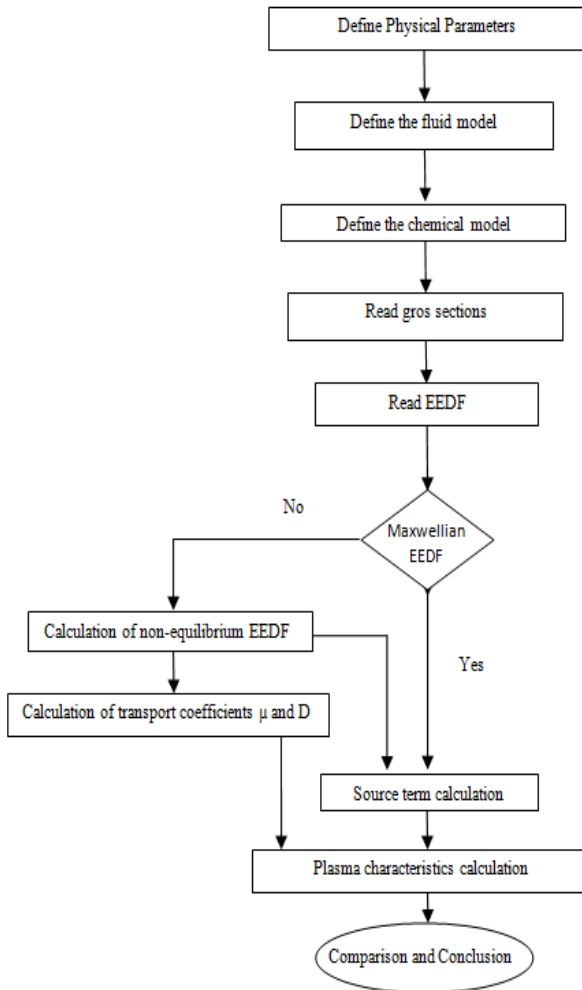 Define Physical Parameters
Define the fluid model
Define the chemical model
Read gros sections
Read EEDF
Maxwellian
EEDF
No
Yes
Calculation of non-equilibrium EEDF
Calculation of transport coefficients μ and D
Source term calculation
Plasma characteristics calculation
Comparison and Conclusion